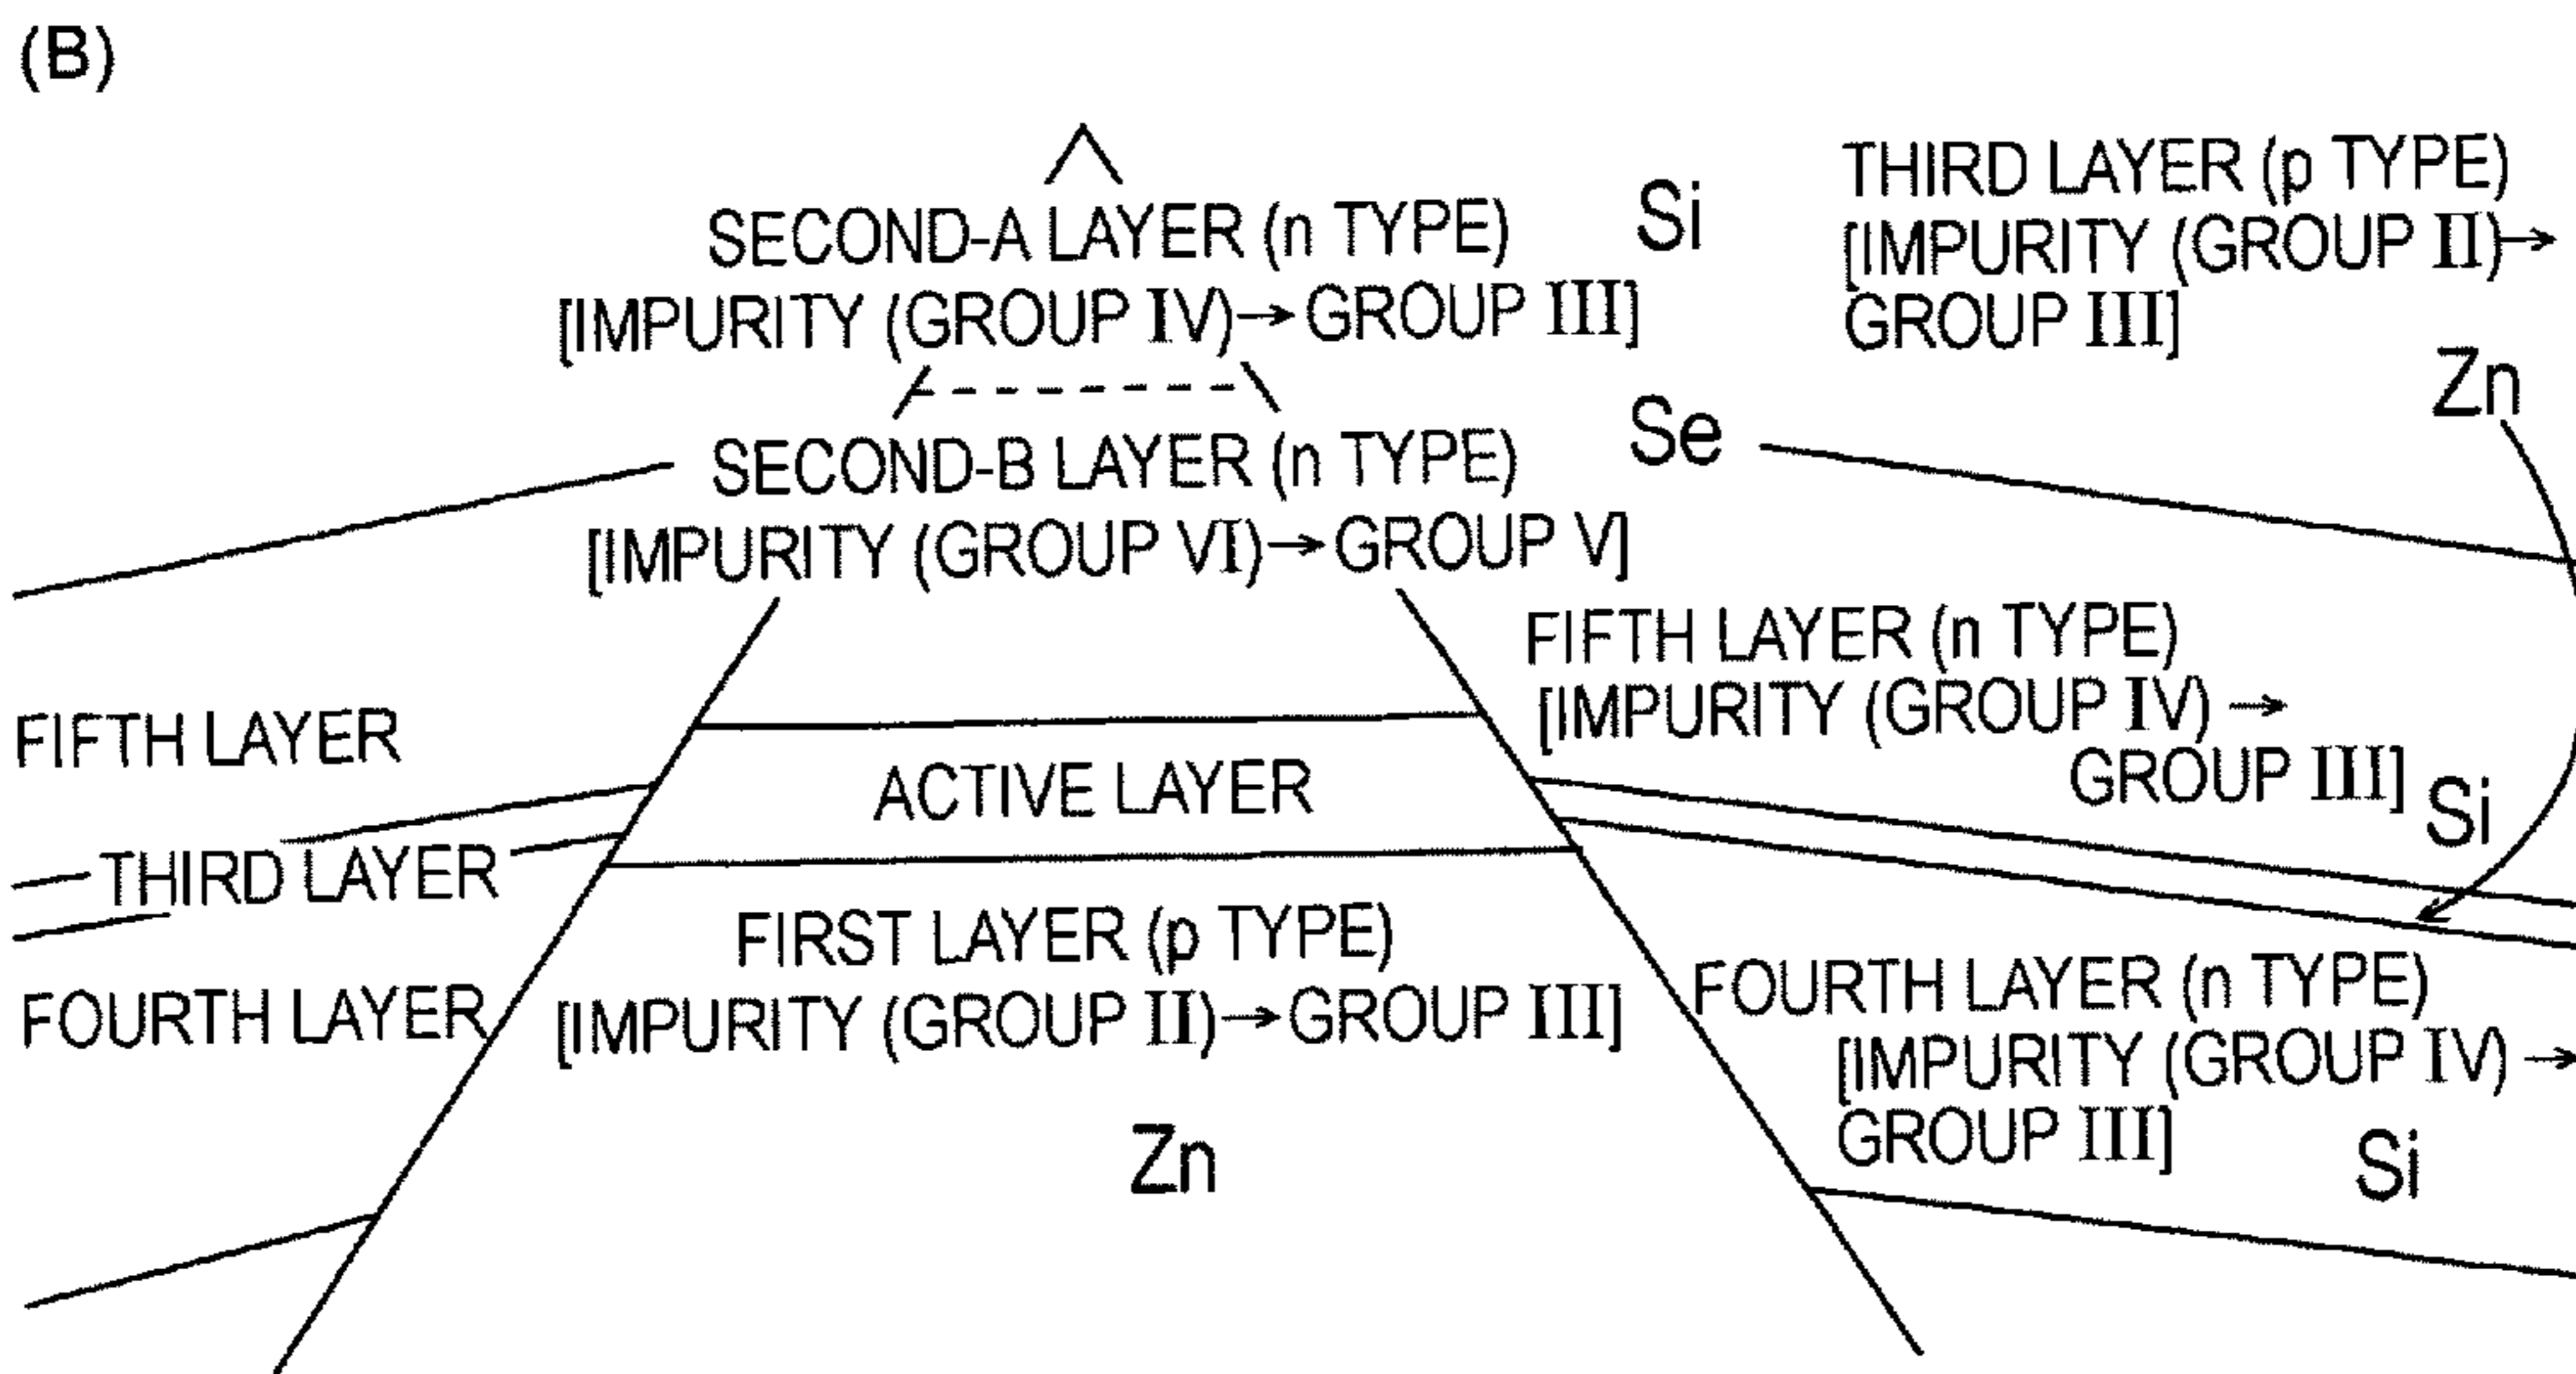 (B)
SECOND-A LAYER (n TYPE)
[IMPURITY (GROUP IV)→GROUP III]
Si
THIRD LAYER (p TYPE)
[IMPURITY (GROUP II)→
GROUP III]
Zn
SECOND-B LAYER (n TYPE)
[IMPURITY (GROUP VI)→GROUP V]
Se
FIFTH LAYER (n TYPE)
[IMPURITY (GROUP IV)→
GROUP III]
Si
FIFTH LAYER
ACTIVE LAYER
THIRD LAYER
FIRST LAYER (p TYPE)
[IMPURITY (GROUP II)→GROUP III]
Zn
FOURTH LAYER
FOURTH LAYER (n TYPE)
[IMPURITY (GROUP IV)→
GROUP III]
Si